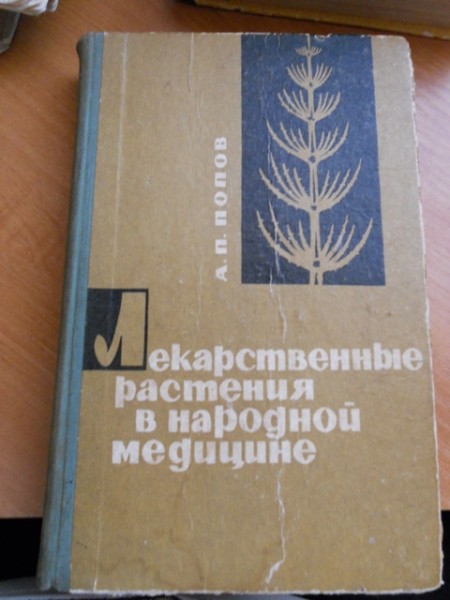 А. П. ПОПОВ
Лекарственные
растения
в народной
медицине